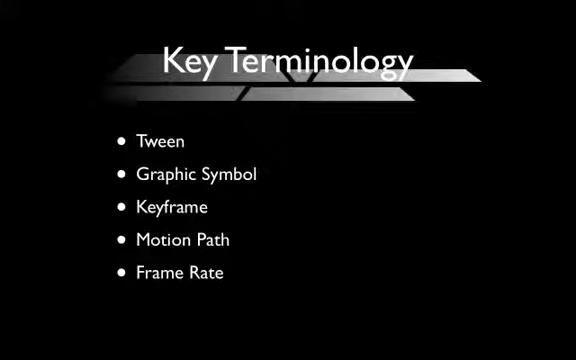 Key Terminology
• Tween
• Graphic Symbol
• Keyframe
• Motion Path
• Frame Rate